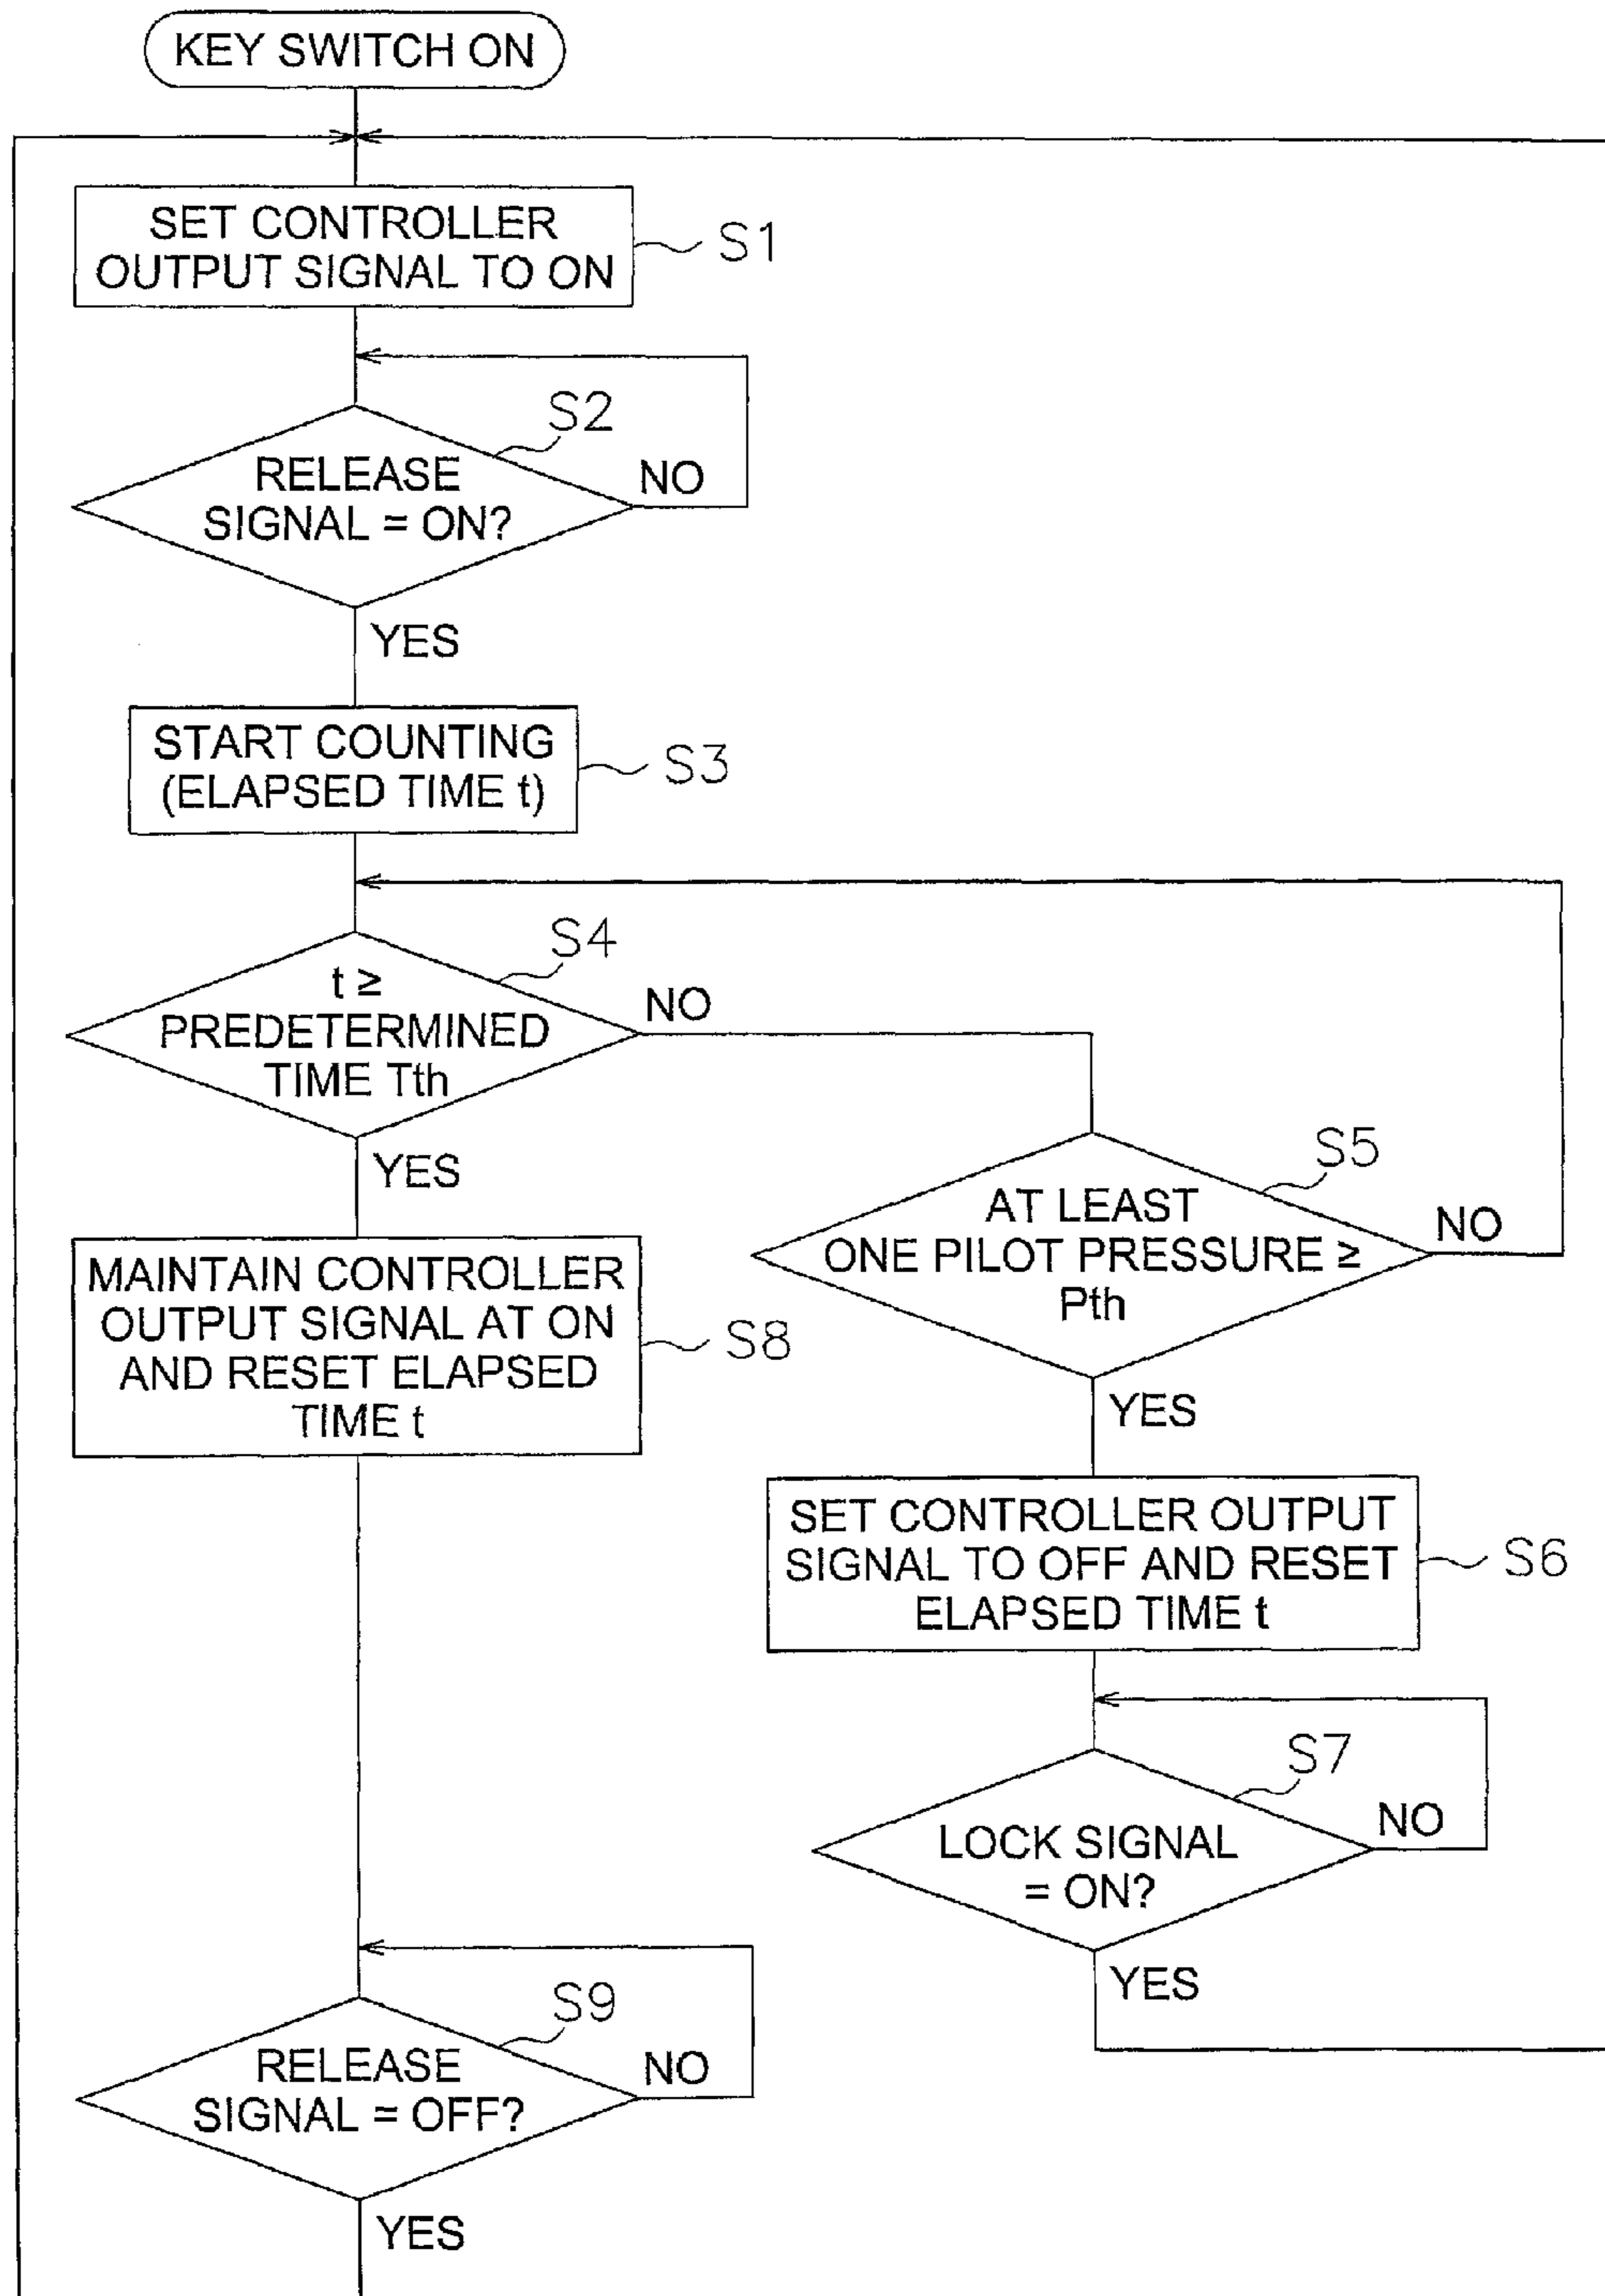 KEY SWITCH ON
SET CONTROLLER
OUTPUT SIGNAL TO ON
S1
S2
RELEASE
SIGNAL = ON?
NO
YES
START COUNTING
(ELAPSED TIME t)
S3
S4
t ≥
PREDETERMINED
TIME Tth
NO
YES
S5
AT LEAST
ONE PILOT PRESSURE ≥
Pth
NO
YES
MAINTAIN CONTROLLER
OUTPUT SIGNAL AT ON
AND RESET ELAPSED
TIME t
S8
SET CONTROLLER OUTPUT
SIGNAL TO OFF AND RESET
ELAPSED TIME t
S6
S7
LOCK SIGNAL
= ON?
NO
YES
S9
RELEASE
SIGNAL = OFF?
NO
YES